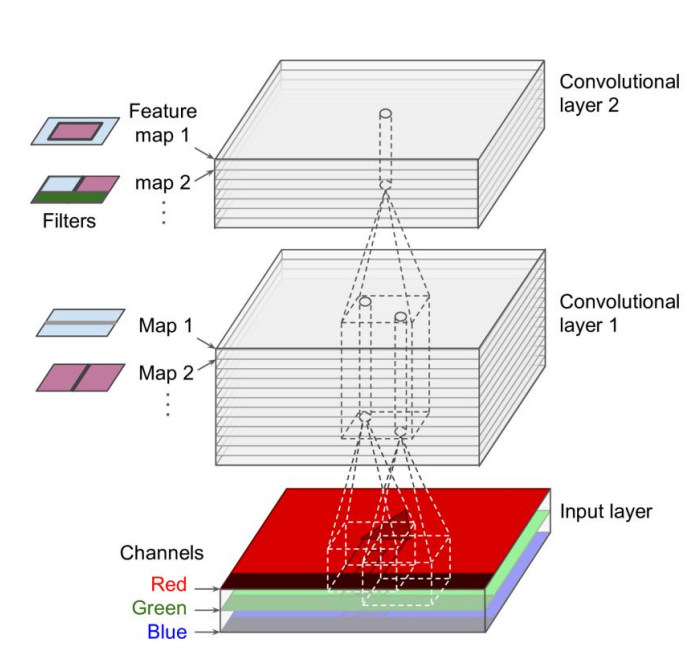 Convolutional
layer 2
Feature
map 1
map 2
Filters
Convolutional
layer 1
Map 1
Map 2
Input layer
Channels
Red
Green
Blue